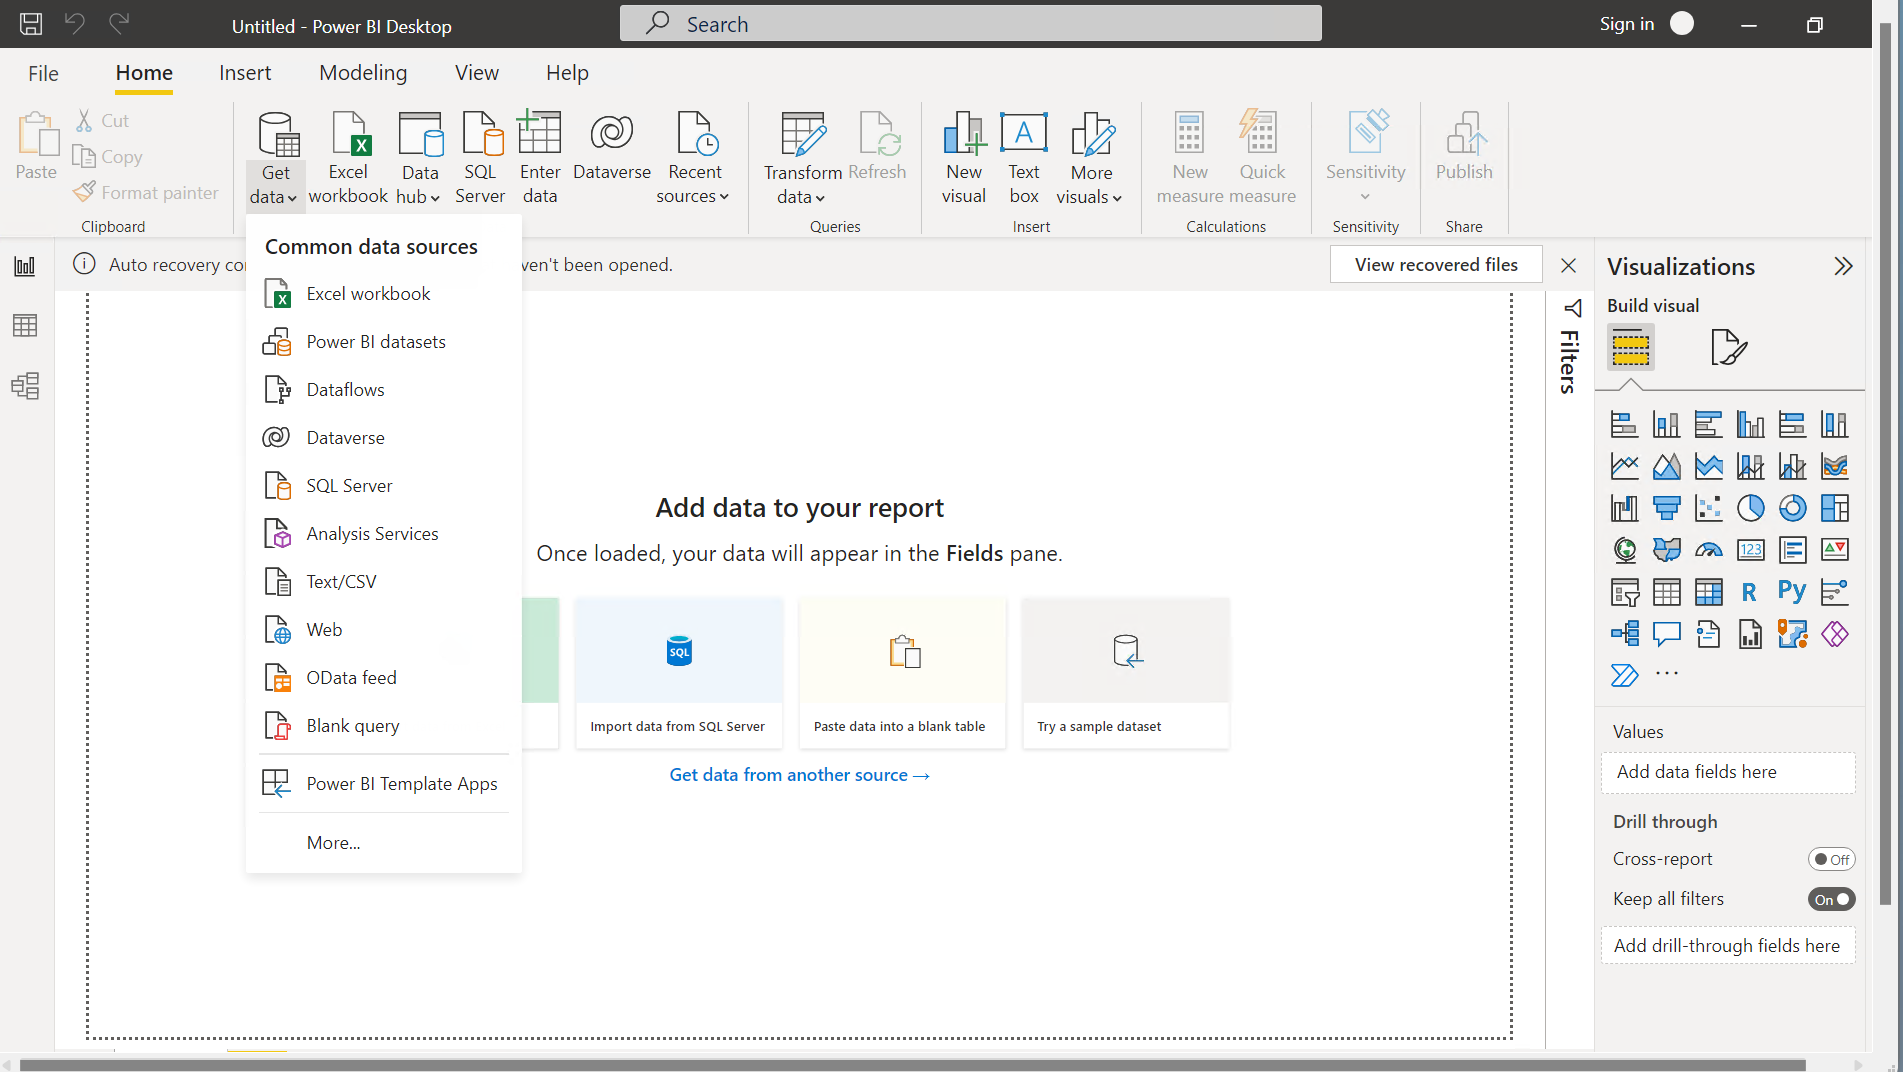 Untitled - Power BI Desktop
Search
Sign in
File
Home
Insert
Modeling
View
Help
Paste
Cut
Copy
Format painter
Clipboard
Get data
Excel workbook
Data hub
SQL Server
Enter data
Dataverse
Recent sources
Transform data
Refresh
Queries
New visual
A
Text box
More visuals
Insert
New measure
Quick measure
Calculations
Sensitivity
Sensitivity
Publish
Share
Common data sources
Excel workbook
Power BI datasets
Dataflows
Dataverse
SQL Server
Analysis Services
Text/CSV
Web
OData feed
Blank query
Power BI Template Apps
More...
Auto recovery co
ven't been opened.
View recovered files
Add data to your report
Once loaded, your data will appear in the Fields pane.
SQL
Import data from SQL Server
Paste data into a blank table
Try a sample dataset
Get data from another source →
Filters
Visualizations
Build visual
123
R
Py
...
Values
Add data fields here
Drill through
Cross-report
Off
Keep all filters
On
Add drill-through fields here